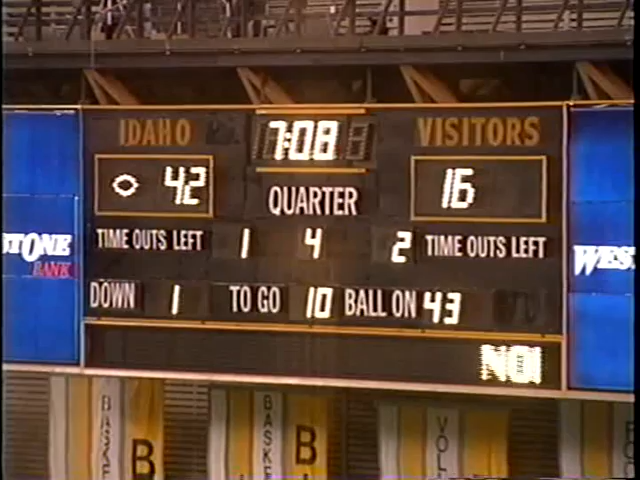 IDAHO 7:08 VISITORS
42 QUARTER 16
TIME OUTS LEFT 1 4 2 TIME OUTS LEFT
DOWN 1 TO GO 10 BALL ON 43
STONE
BANK
WES
B
B